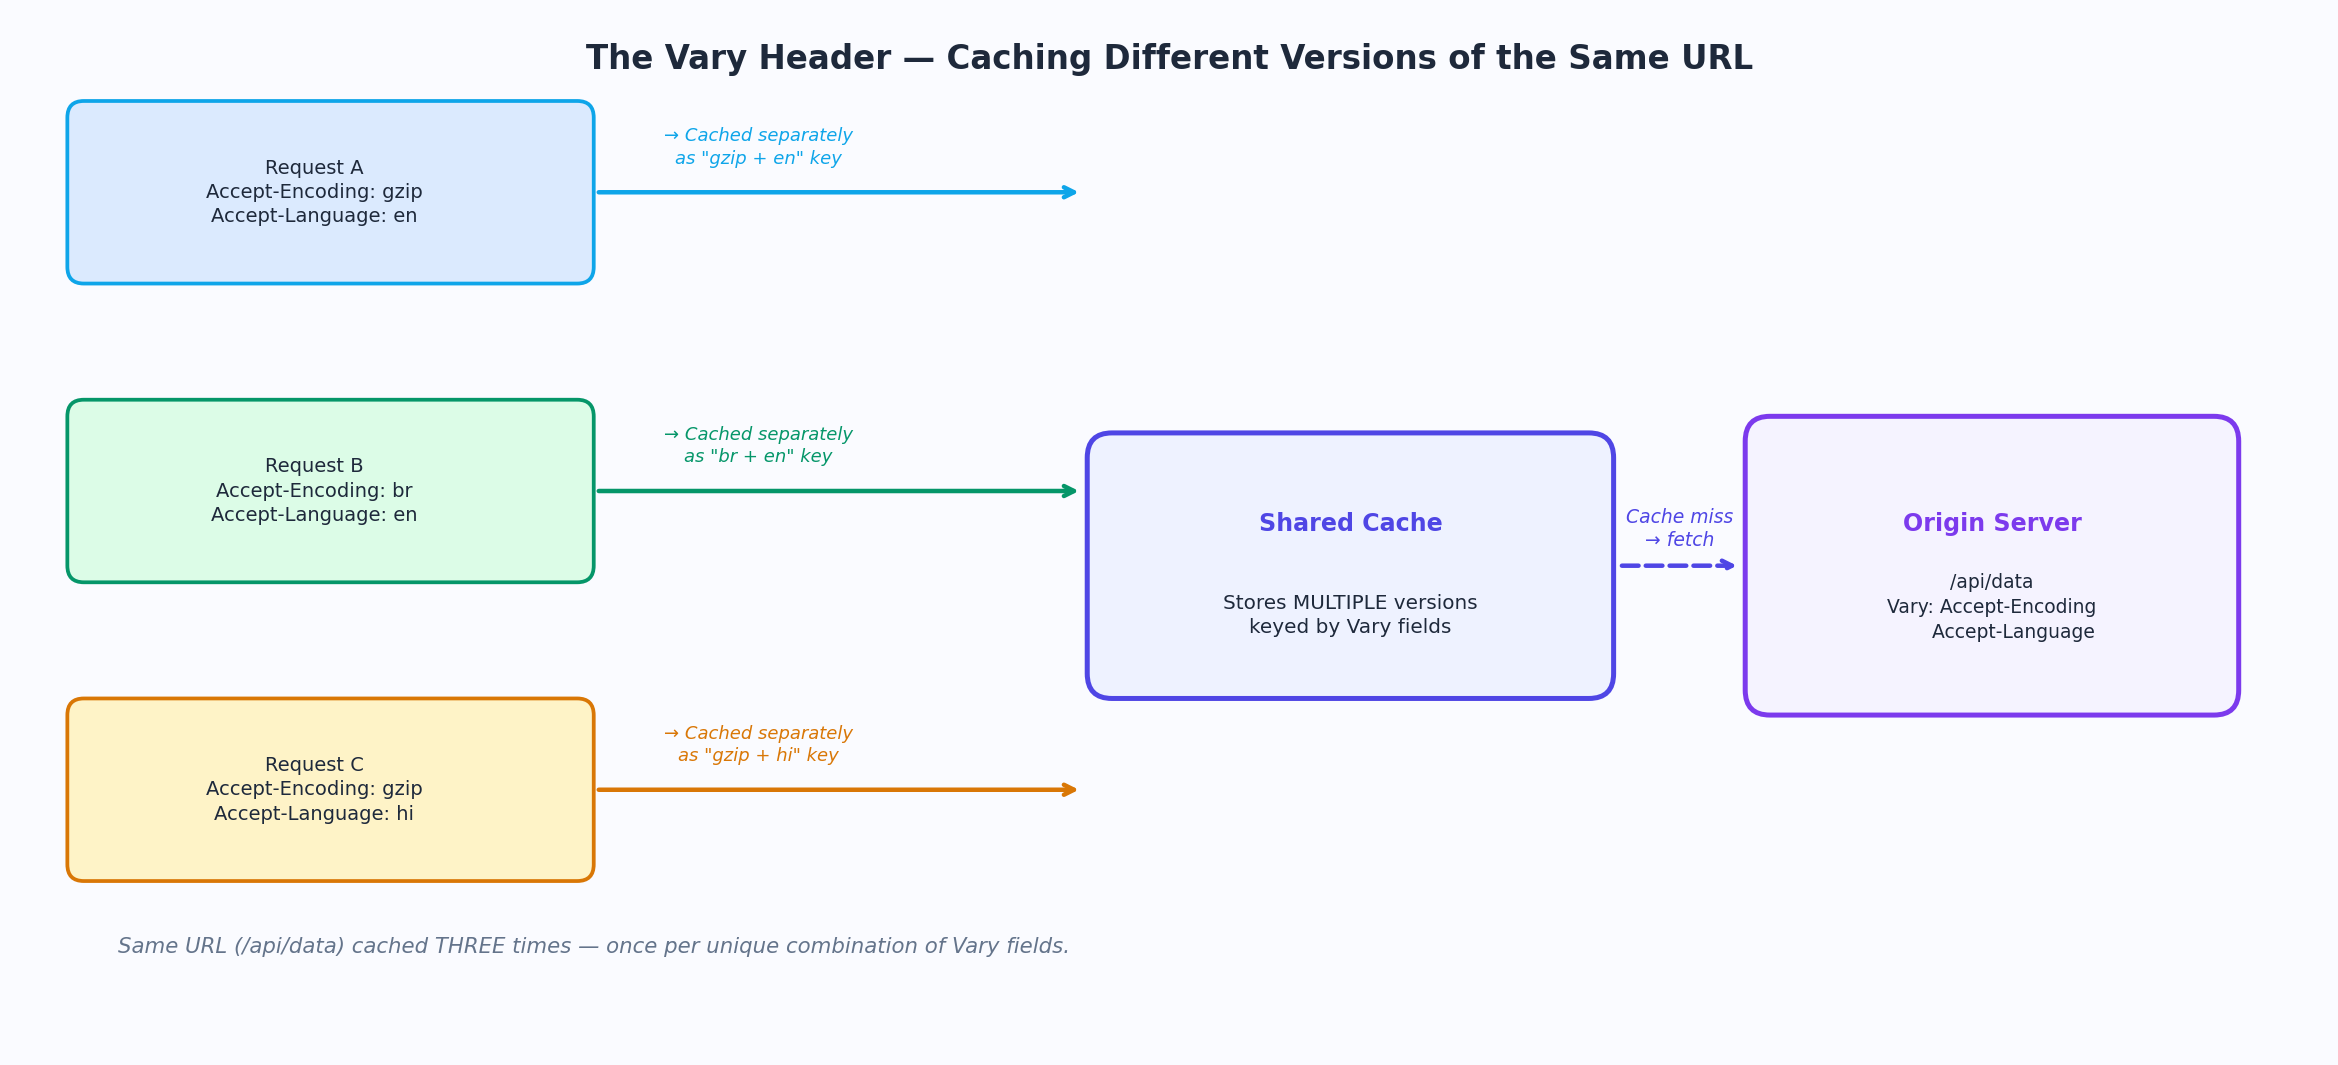 The Vary Header — Caching Different Versions of the Same URL
Request A
Accept-Encoding: gzip
Accept-Language: en
→ Cached separately
as "gzip + en" key
Request B
Accept-Encoding: br
Accept-Language: en
→ Cached separately
as "br + en" key
Request C
Accept-Encoding: gzip
Accept-Language: hi
→ Cached separately
as "gzip + hi" key
Shared Cache
Stores MULTIPLE versions
keyed by Vary fields
Cache miss
→ fetch
Origin Server
/api/data
Vary: Accept-Encoding
Accept-Language
Same URL (/api/data) cached THREE times — once per unique combination of Vary fields.